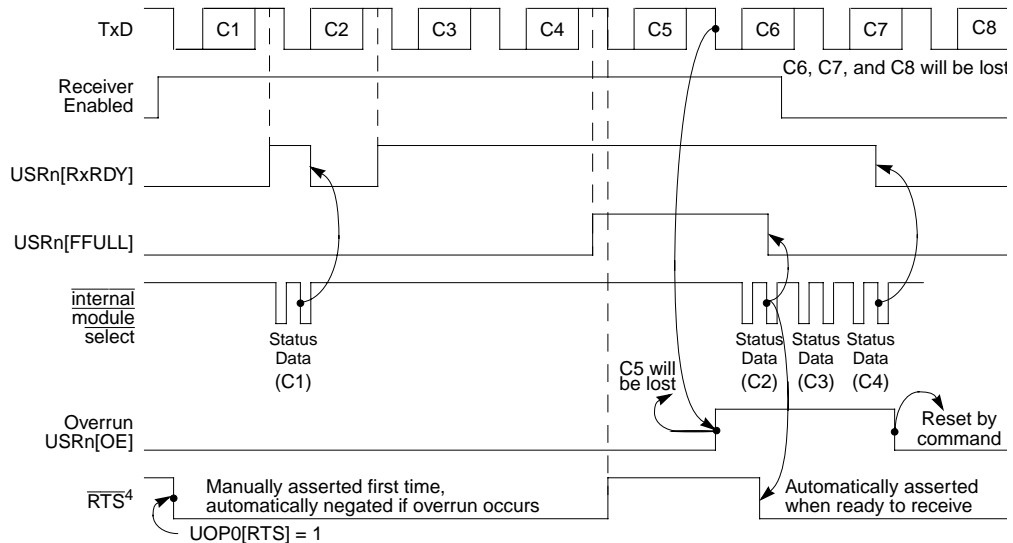 TxD
C1
C2
C3
C4
C5
C6
C7
C8
C6, C7, and C8 will be lost
Receiver
Enabled
USRn[RxRDY]
USRn[FFULL]
internal
module
select
Status
Data
(C1)
Status
Data
(C2)
Status
Data
(C3)
Status
Data
(C4)
C5 will
be lost
Overrun
USRn[OE]
Reset by
command
RTS4
Manually asserted first time,
automatically negated if overrun occurs
Automatically asserted
when ready to receive
UOP0[RTS] = 1